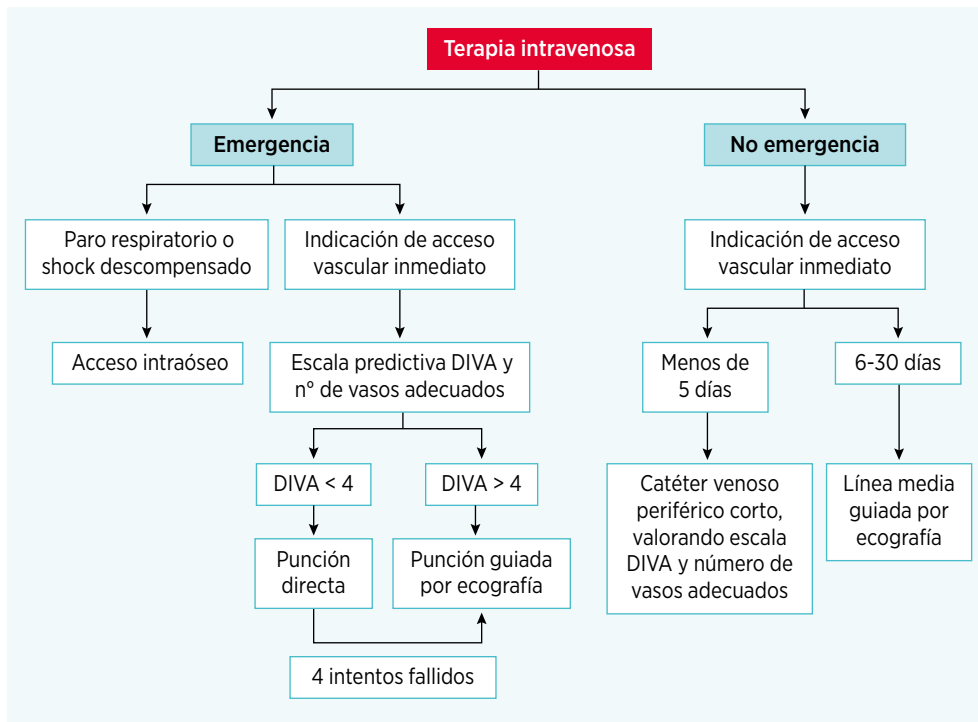 Terapia intravenosa
Emergencia
No emergencia
Paro respiratorio o
shock descompensado
Indicación de acceso
vascular inmediato
Indicación de acceso
vascular inmediato
Acceso intraóseo
Escala predictiva DIVA y
n° de vasos adecuados
Menos de
5 días
6-30 días
DIVA < 4
DIVA > 4
Catéter venoso
periférico corto,
valorando escala
DIVA y número de
vasos adecuados
Línea media
guiada por
ecografía
Punción
directa
Punción guiada
por ecografía
4 intentos fallidos